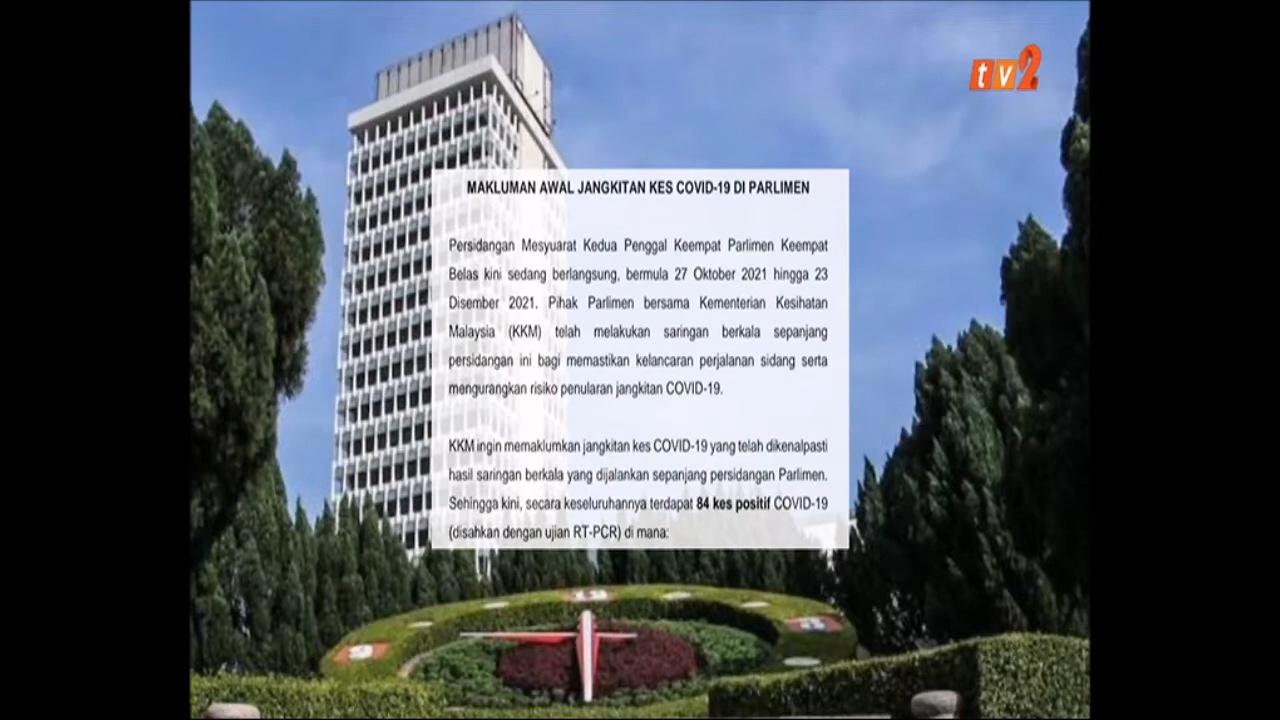 tv2
MAKLUMAN AWAL JANGKITAN KES COVID-19 DI PARLIMEN
Persidangan Mesyuarat Kedua Penggal Keempat Parlimen Keempat
Belas kini sedang berlangsung, bermula 27 Oktober 2021 hingga 23
Disember 2021. Pihak Parlimen bersama Kementerian Kesihatan
Malaysia (KKM) telah melakukan saringan berkala sepanjang
persidangan ini bagi memastikan kelancaran perjalanan sidang serta
mengurangkan risiko penularan jangkitan COVID-19.
KKM ingin memaklumkan jangkitan kes COVID-19 yang telah dikenalpasti
hasil saringan berkala yang dijalankan sepanjang persidangan Parlimen.
Sehingga kini, secara keseluruhannya terdapat 84 kes positif COVID-19
(disahkan dengan ujian RT-PCR) di mana: